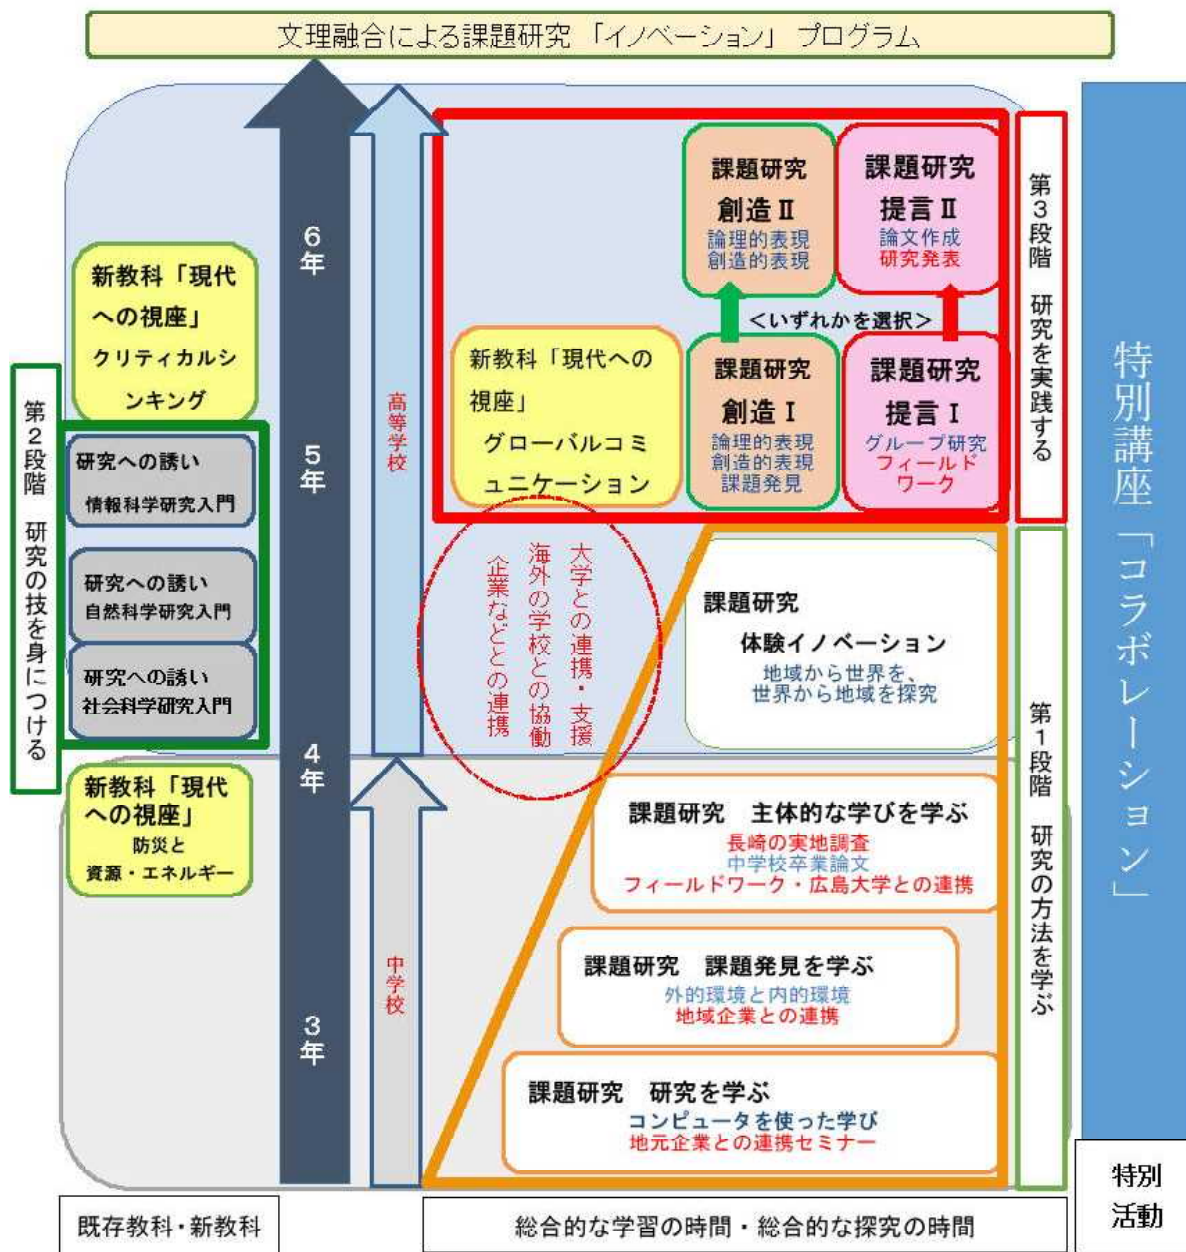 文理融合による課題研究 「イノベーション」 プログラム
6年
5年
4年
3年
高等学校
中学校
新教科「現代
への視座」
クリティカルシ
ンキング
第2段階 研究の技を身につける
研究への誘い
情報科学研究入門
研究への誘い
自然科学研究入門
研究への誘い
社会科学研究入門
新教科「現代
への視座」
防災と
資源・エネルギー
課題研究
創造Ⅱ
論理的表現
創造的表現
課題研究
提言Ⅱ
論文作成
研究発表
＜いずれかを選択＞
新教科「現代への
視座」
グローバルコミ
ュニケーション
課題研究
創造Ⅰ
論理的表現
創造的表現
課題発見
課題研究
提言Ⅰ
グループ研究
フィールド
ワーク
第3段階 研究を実践する
大学との連携・支援
海外の学校との協働
企業などとの連携
課題研究
体験イノベーション
地域から世界を、
世界から地域を探究
課題研究 主体的な学びを学ぶ
長崎の実地調査
中学校卒業論文
フィールドワーク・広島大学との連携
課題研究 課題発見を学ぶ
外的環境と内的環境
地域企業との連携
課題研究 研究を学ぶ
コンピュータを使った学び
地元企業との連携セミナー
第1段階 研究の方法を学ぶ
特別講座「コラボレーション」
既存教科・新教科
総合的な学習の時間・総合的な探究の時間
特別
活動